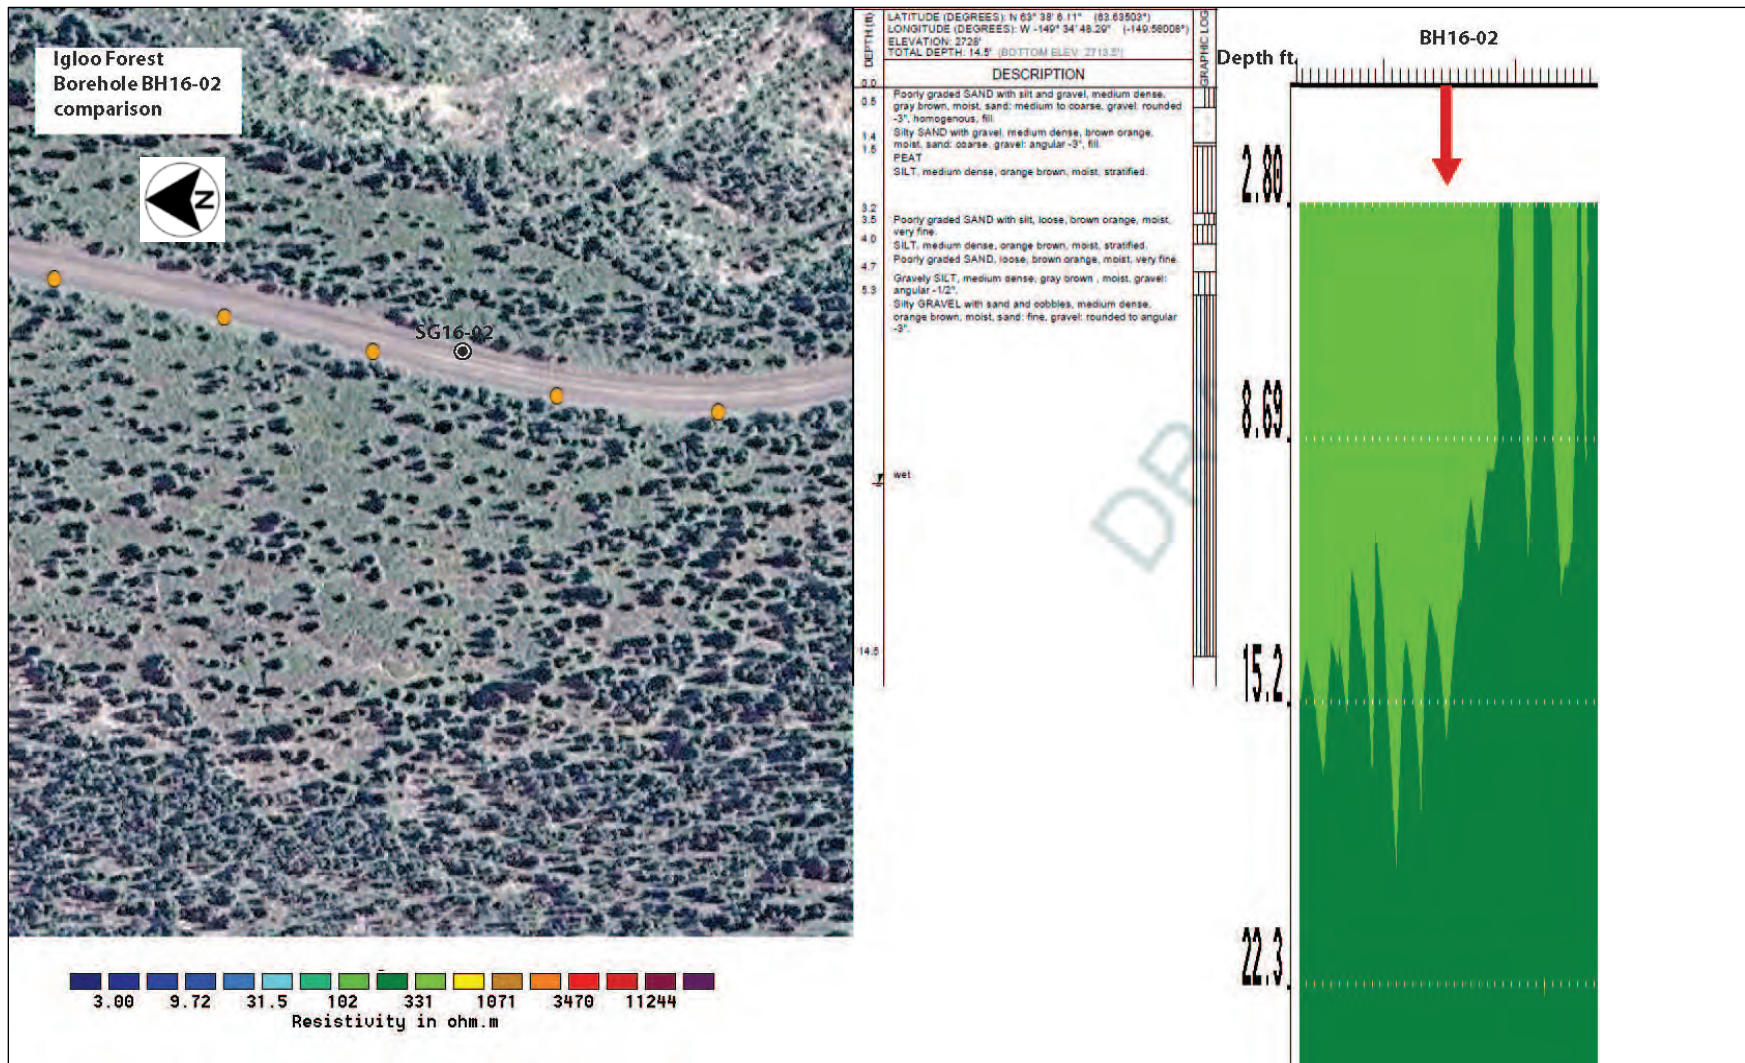 Igloo Forest
Borehole BH16-02
comparison
N
SG16-02
3.00 9.72 31.5 102 331 1071 3470 11244
Resistivity in ohm.m
DEPTH (ft)
LATITUDE (DEGREES): N 63° 38' 6.11" (63.63503°)
LONGITUDE (DEGREES): W -149° 34' 48.29" (-149.58008°)
ELEVATION: 2728'
TOTAL DEPTH: 14.5' (BOTTOM ELEV: 2713.5')
DESCRIPTION
GRAPHIC LOG
0.0
0.5
1.4
1.5
3.2
3.5
4.0
4.7
5.3
14.5
Poorly graded SAND with silt and gravel, medium dense,
gray brown, moist, sand: medium to coarse, gravel: rounded
-3", homogenous, fill.
Silty SAND with gravel, medium dense, brown orange,
moist, sand: coarse, gravel: angular -3", fill.
PEAT
SILT, medium dense, orange brown, moist, stratified.
Poorly graded SAND with silt, loose, brown orange, moist,
very fine.
SILT, medium dense, orange brown, moist, stratified.
Poorly graded SAND, loose, brown orange, moist, very fine.
Gravely SILT, medium dense, gray brown , moist, gravel:
angular -1/2".
Silty GRAVEL with sand and cobbles, medium dense,
orange brown, moist, sand: fine, gravel: rounded to angular
-3".
wet
BH16-02
Depth ft.
2.80
8.69
15.2
22.3